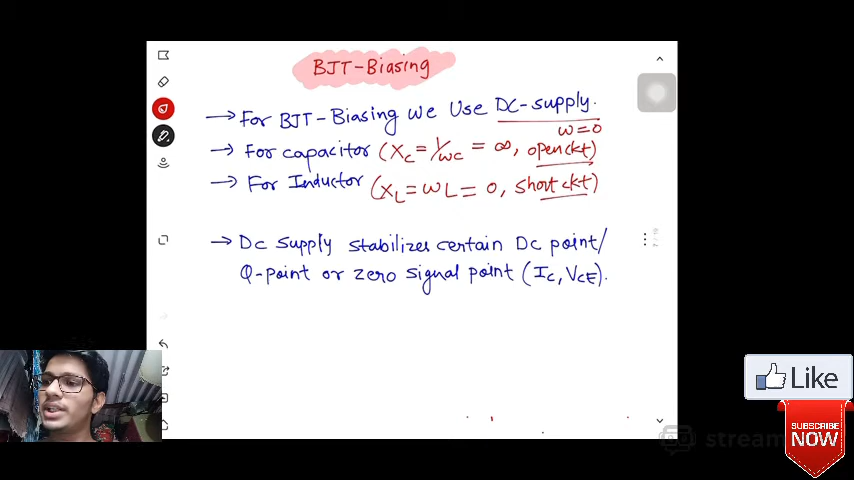 BJT-Biasing
→ For BJT-Biasing we Use DC-supply.
w=0
→ For capacitor (Xc = 1/wc = ∞, open ckt)
→ For Inductor (XL = wL = 0, short ckt)
→ Dc supply stabilizes certain Dc point/
Q-point or zero signal point (Ic, VCE).
Like
SUBSCRIBE
NOW
stream